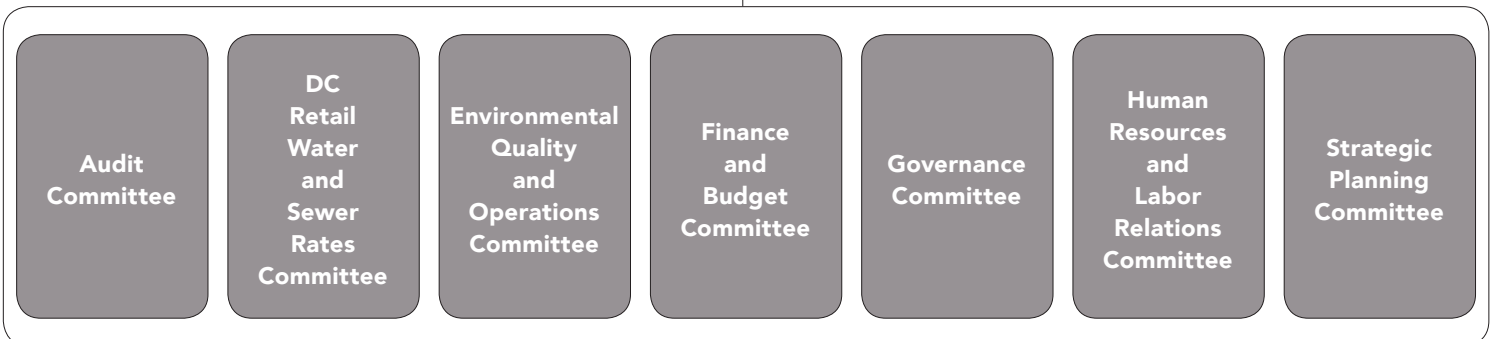 Audit
Committee
DC
Retail
Water
and
Sewer
Rates
Committee
Environmental
Quality
and
Operations
Committee
Finance
and
Budget
Committee
Governance
Committee
Human
Resources
and
Labor
Relations
Committee
Strategic
Planning
Committee